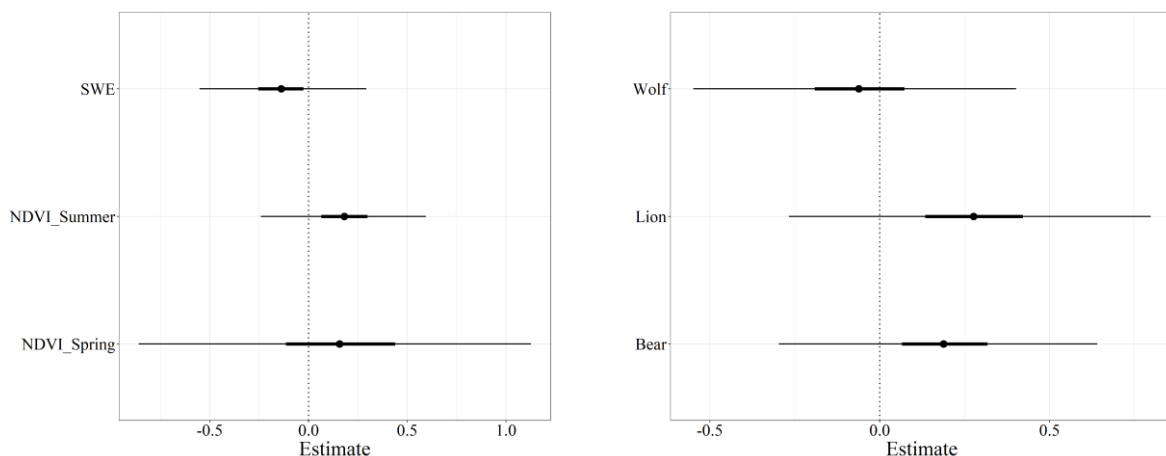 SWE
NDVI_Summer
NDVI_Spring
-0.5 0.0 0.5 1.0
Estimate
Wolf
Lion
Bear
-0.5 0.0 0.5
Estimate